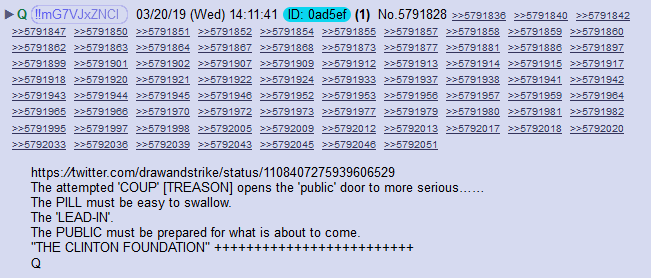 ▶ Q !!mG7VJxZNCI 03/20/19 (Wed) 14:11:41 ID: 0ad5ef (1) No.5791828 >>5791836 >>5791840 >>5791842
>>5791847 >>5791850 >>5791851 >>5791852 >>5791854 >>5791855 >>5791857 >>5791858 >>5791859 >>5791860
>>5791862 >>5791863 >>5791864 >>5791865 >>5791868 >>5791873 >>5791877 >>5791881 >>5791886 >>5791897
>>5791899 >>5791901 >>5791902 >>5791907 >>5791909 >>5791912 >>5791913 >>5791914 >>5791915 >>5791917
>>5791918 >>5791920 >>5791921 >>5791922 >>5791924 >>5791933 >>5791937 >>5791938 >>5791941 >>5791942
>>5791943 >>5791944 >>5791945 >>5791946 >>5791952 >>5791953 >>5791956 >>5791957 >>5791959 >>5791964
>>5791965 >>5791966 >>5791971 >>5791972 >>5791973 >>5791977 >>5791979 >>5791980 >>5791981 >>5791982
>>5791995 >>5791997 >>5791998 >>5792005 >>5792009 >>5792012 >>5792013 >>5792017 >>5792018 >>5792020
>>5792033 >>5792036 >>5792039 >>5792043 >>5792045 >>5792046 >>5792051
https://twitter.com/drawandstrike/status/1108407275939606529
The attempted 'COUP' [TREASON] opens the 'public' door to more serious……
The PILL must be easy to swallow.
The 'LEAD-IN'.
The PUBLIC must be prepared for what is about to come.
"THE CLINTON FOUNDATION" +++++++++++++++++++++++++
Q